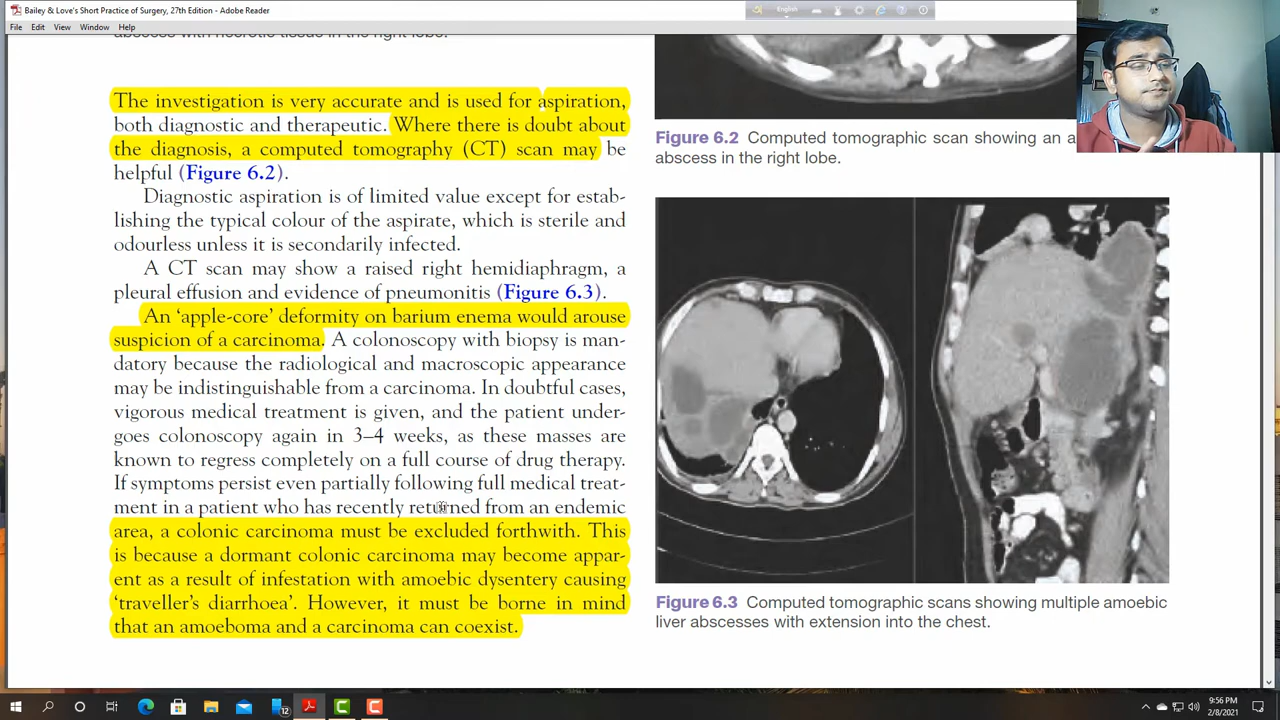 Bailey & Love's Short Practice of Surgery, 27th Edition - Adobe Reader
English
File Edit View Window Help
abscess with necrotic tissue in the right lobe.
The investigation is very accurate and is used for aspiration,
both diagnostic and therapeutic. Where there is doubt about
the diagnosis, a computed tomography (CT) scan may be
helpful (Figure 6.2).
Diagnostic aspiration is of limited value except for estab-
lishing the typical colour of the aspirate, which is sterile and
odourless unless it is secondarily infected.
A CT scan may show a raised right hemidiaphragm, a
pleural effusion and evidence of pneumonitis (Figure 6.3).
An ‘apple-core’ deformity on barium enema would arouse
suspicion of a carcinoma. A colonoscopy with biopsy is man-
datory because the radiological and macroscopic appearance
may be indistinguishable from a carcinoma. In doubtful cases,
vigorous medical treatment is given, and the patient under-
goes colonoscopy again in 3–4 weeks, as these masses are
known to regress completely on a full course of drug therapy.
If symptoms persist even partially following full medical treat-
ment in a patient who has recently returned from an endemic
area, a colonic carcinoma must be excluded forthwith. This
is because a dormant colonic carcinoma may become appar-
ent as a result of infestation with amoebic dysentery causing
‘traveller’s diarrhoea’. However, it must be borne in mind
that an amoeboma and a carcinoma can coexist.
Figure 6.2 Computed tomographic scan showing an a
abscess in the right lobe.
Figure 6.3 Computed tomographic scans showing multiple amoebic
liver abscesses with extension into the chest.
12
9:56 PM
2/8/2021